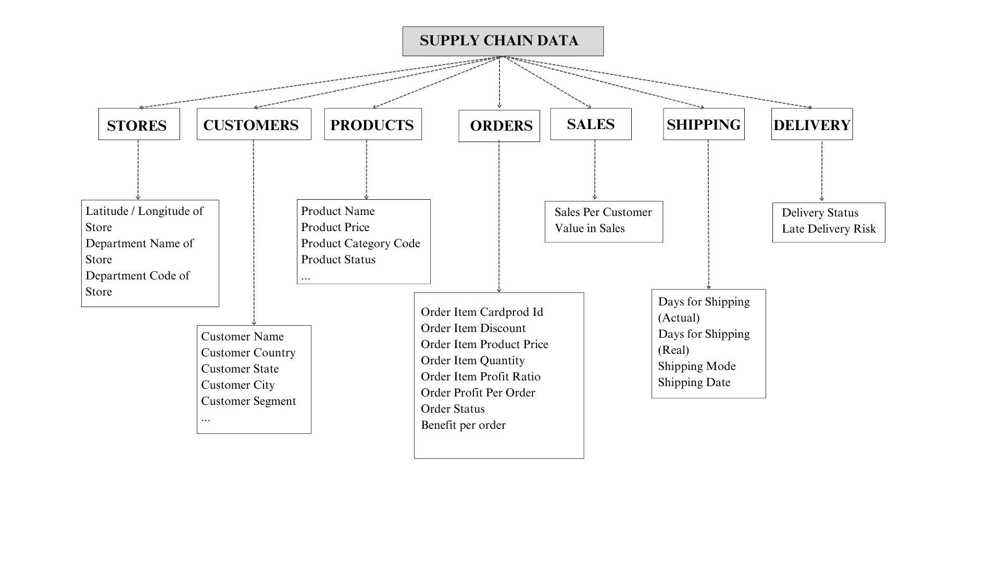 SUPPLY CHAIN DATA
STORES
CUSTOMERS
PRODUCTS
ORDERS
SALES
SHIPPING
DELIVERY
Latitude / Longitude of
Store
Department Name of
Store
Department Code of
Store
Customer Name
Customer Country
Customer State
Customer City
Customer Segment
...
Product Name
Product Price
Product Category Code
Product Status
...
Order Item Cardprod Id
Order Item Discount
Order Item Product Price
Order Item Quantity
Order Item Profit Ratio
Order Profit Per Order
Order Status
Benefit per order
Sales Per Customer
Value in Sales
Days for Shipping
(Actual)
Days for Shipping
(Real)
Shipping Mode
Shipping Date
Delivery Status
Late Delivery Risk